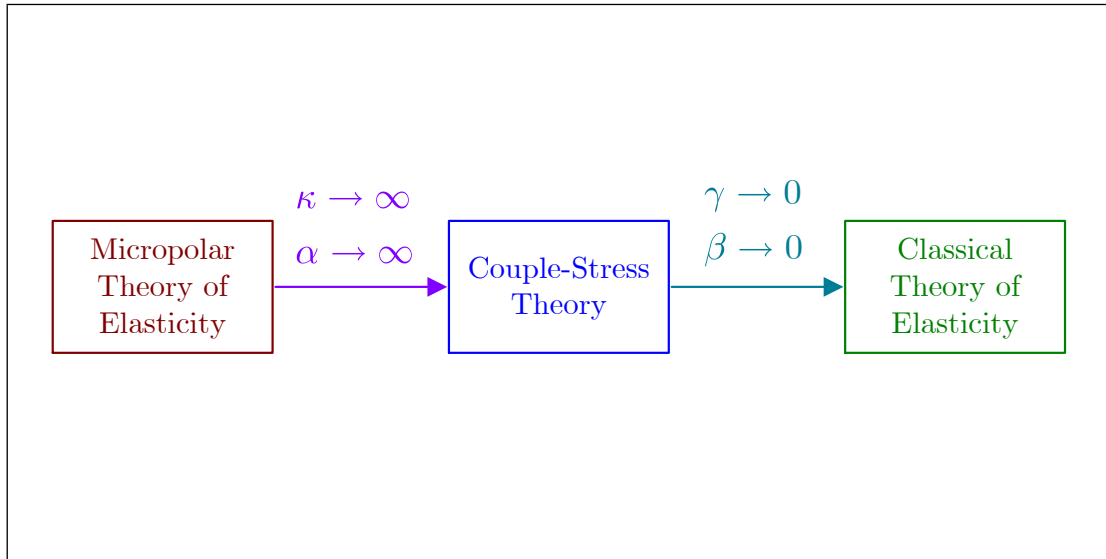 Micropolar
Theory of
Elasticity
κ → ∞
α → ∞
Couple-Stress
Theory
γ → 0
β → 0
Classical
Theory of
Elasticity